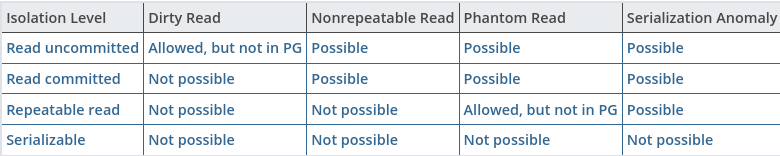 Isolation Level Dirty Read Nonrepeatable Read Phantom Read Serialization Anomaly
Read uncommitted Allowed, but not in PG Possible Possible Possible
Read committed Not possible Possible Possible Possible
Repeatable read Not possible Not possible Allowed, but not in PG Possible
Serializable Not possible Not possible Not possible Not possible